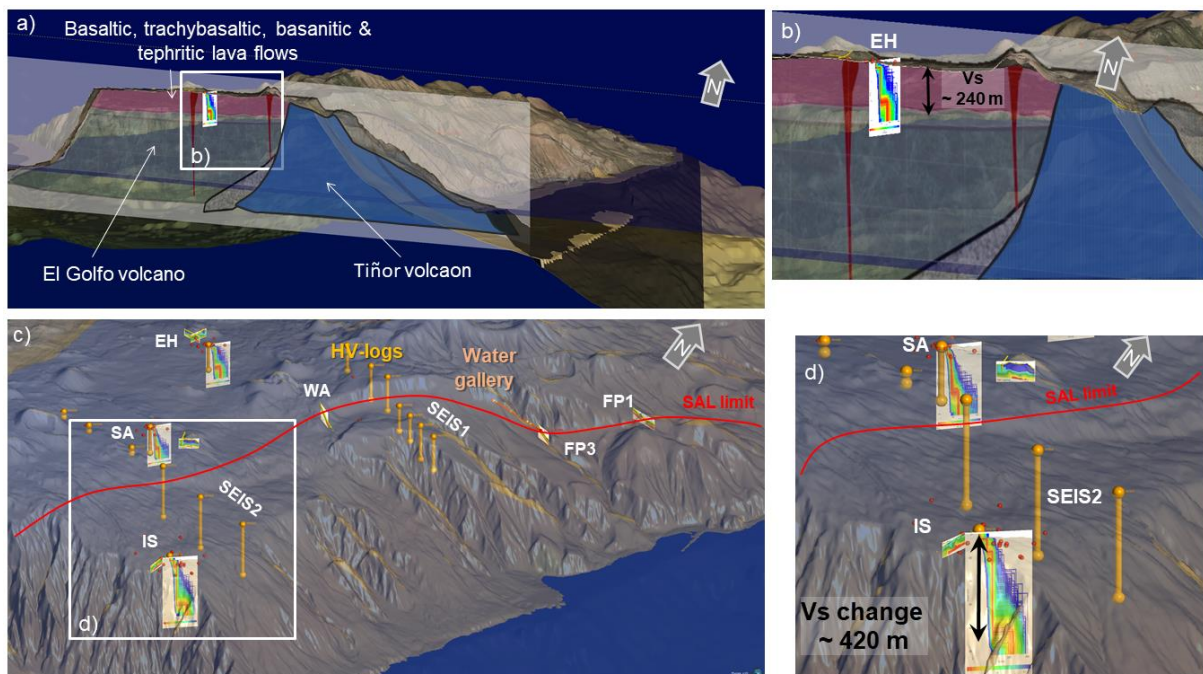 a)
Basaltic, trachybasaltic, basanitic &
tephritic lava flows
N
b)
El Golfo volcano
Tiñor volcaon
b)
EH
Vs
~ 240 m
N
c)
EH
HV-logs
Water
gallery
N
WA
FP1
SAL limit
SEIS1
SA
FP3
SEIS2
IS
d)
d)
SA
N
SAL limit
SEIS2
IS
Vs change
~ 420 m